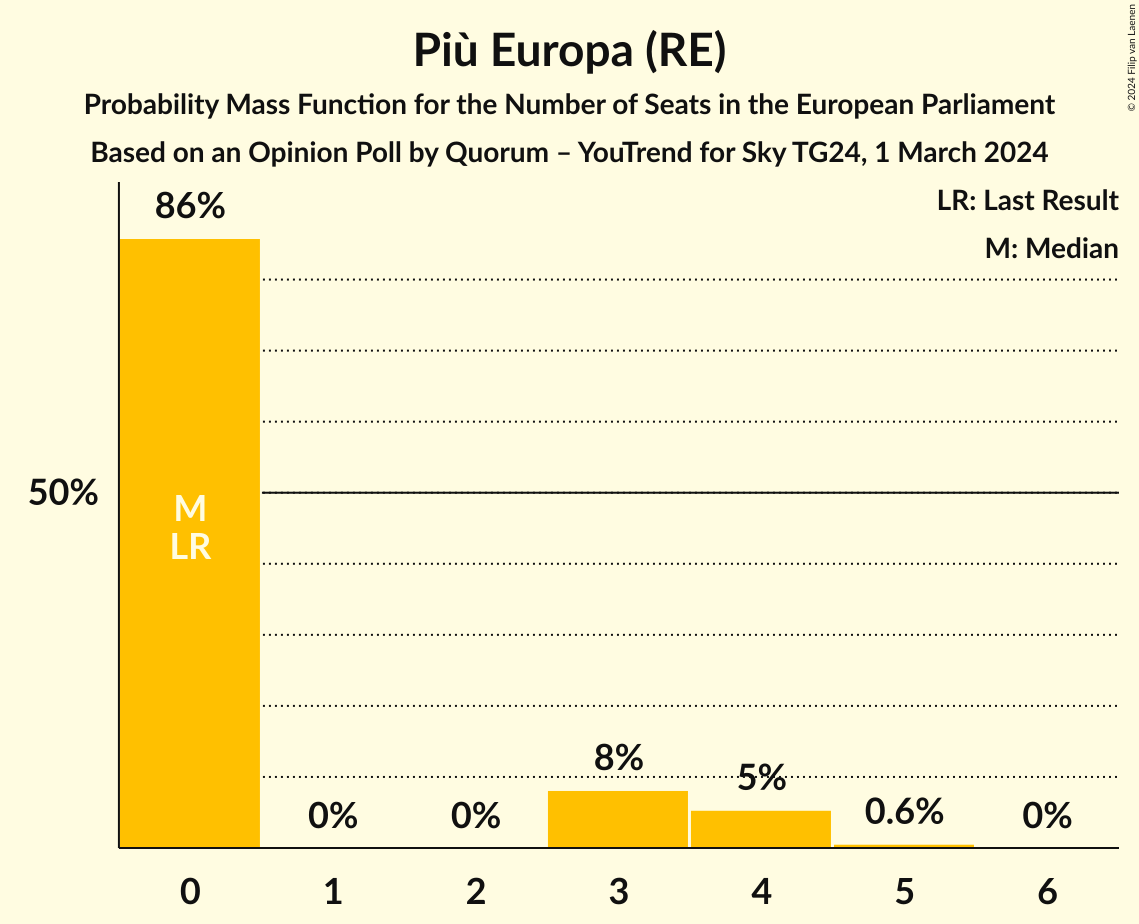 Più Europa (RE)
Probability Mass Function for the Number of Seats in the European Parliament
Based on an Opinion Poll by Quorum – YouTrend for Sky TG24, 1 March 2024
© 2024 Filip van Laenen
LR: Last Result
M: Median
86%
50%
M
LR
8%
5%
0%
0%
0.6%
0%
0
1
2
3
4
5
6